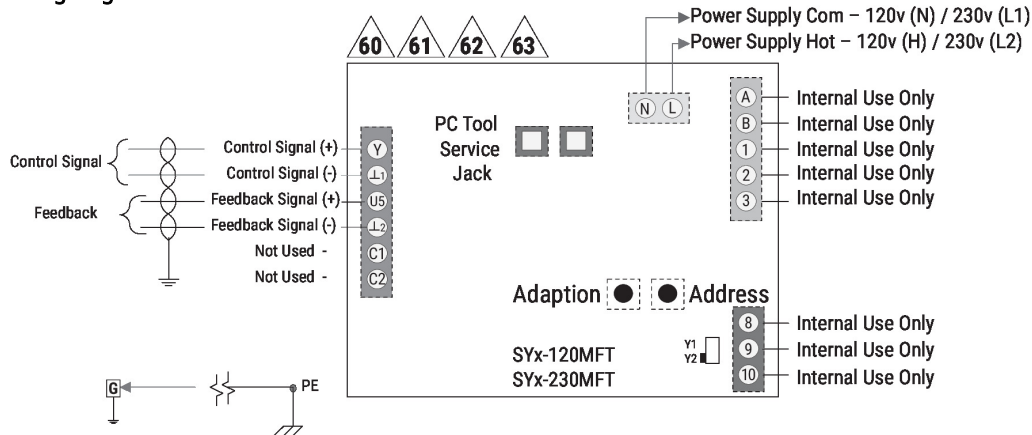 Power Supply Com – 120v (N) / 230v (L1)
Power Supply Hot – 120v (H) / 230v (L2)
60 61 62 63
N L
A Internal Use Only
B Internal Use Only
1 Internal Use Only
2 Internal Use Only
3 Internal Use Only
PC Tool
Service
Jack
Control Signal
Feedback
Control Signal (+) Y
Control Signal (-) ⊥1
Feedback Signal (+) U5
Feedback Signal (-) ⊥2
Not Used - C1
Not Used - C2
Adaption Address
8 Internal Use Only
9 Internal Use Only
10 Internal Use Only
Y1
Y2
SYx-120MFT
SYx-230MFT
G PE